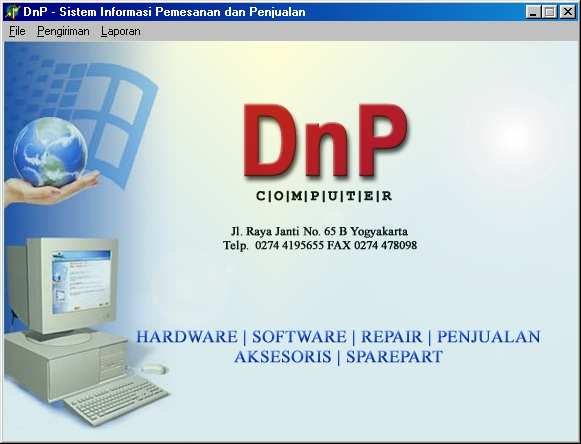 DnP - Sistem Informasi Pemesanan dan Penjualan
File Pengiriman Laporan
DnP
C|O|M|P|U|T|E|R
Jl. Raya Janti No. 65 B Yogyakarta
Telp. 0274 4195655 FAX 0274 478098
HARDWARE | SOFTWARE | REPAIR | PENJUALAN
AKSESORIS | SPAREPART